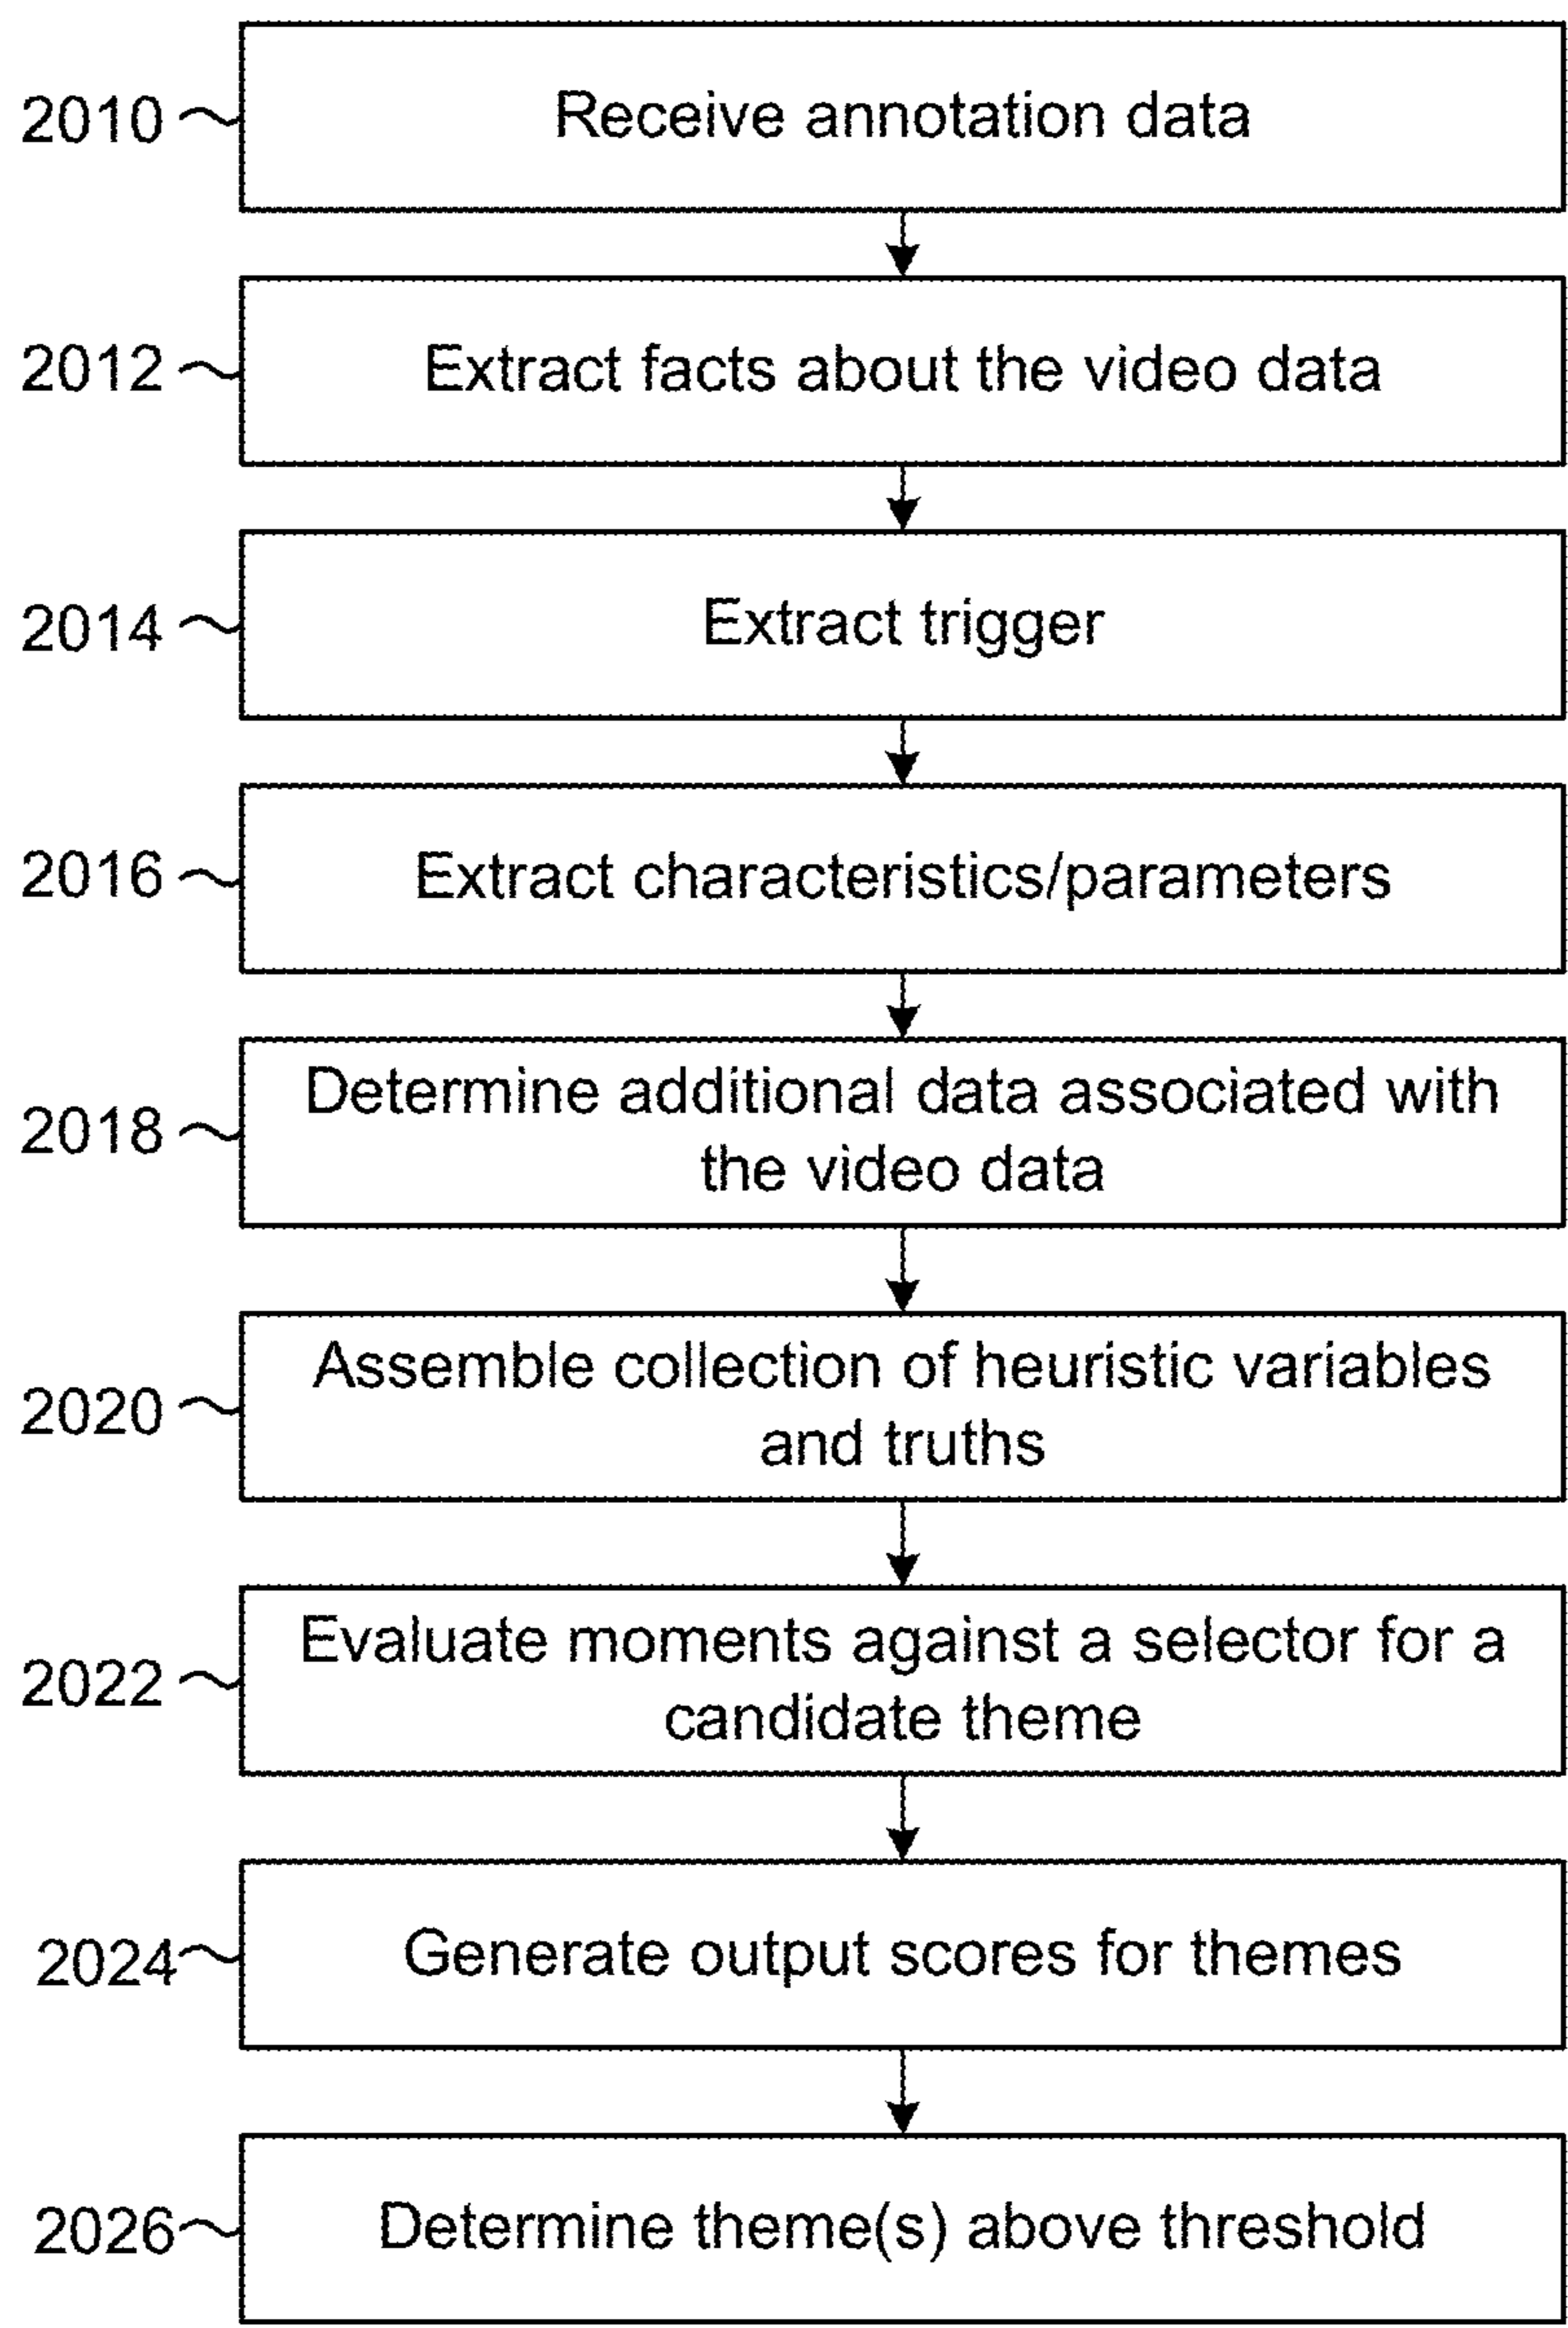 2010
Receive annotation data
2012
Extract facts about the video data
2014
Extract trigger
2016
Extract characteristics/parameters
2018
Determine additional data associated with
the video data
2020
Assemble collection of heuristic variables
and truths
2022
Evaluate moments against a selector for a
candidate theme
2024
Generate output scores for themes
2026
Determine theme(s) above threshold